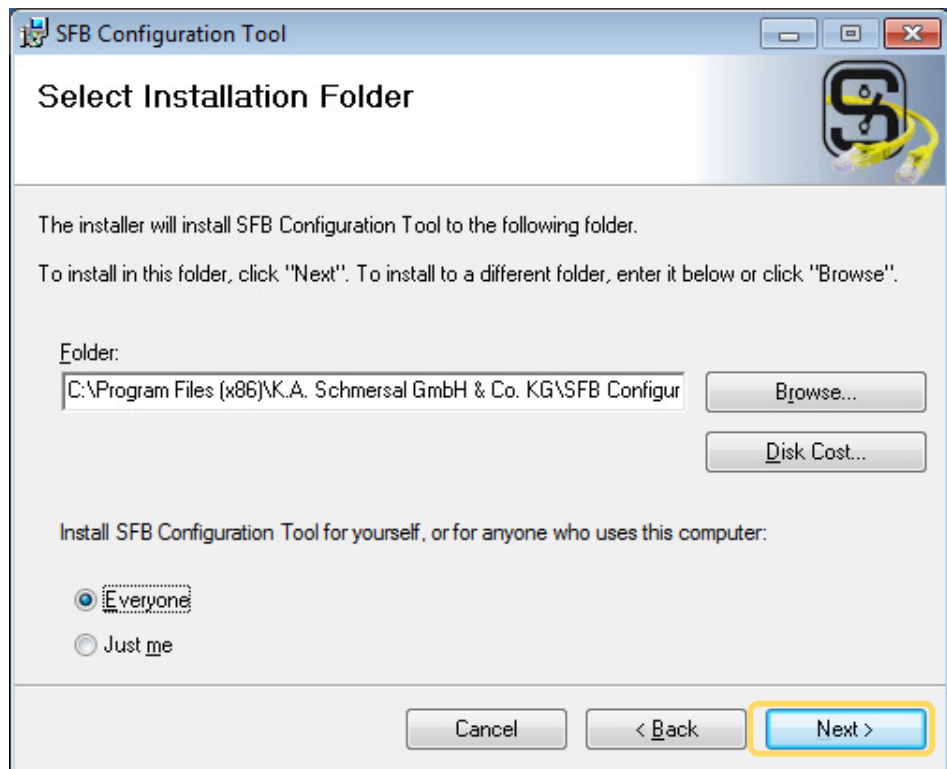 SFB Configuration Tool
Select Installation Folder
The installer will install SFB Configuration Tool to the following folder.
To install in this folder, click "Next". To install to a different folder, enter it below or click "Browse".
Folder:
C:\Program Files (x86)\K.A. Schmersal GmbH & Co. KG\SFB Configur
Browse...
Disk Cost...
Install SFB Configuration Tool for yourself, or for anyone who uses this computer:
Everyone
Just me
Cancel
< Back
Next >